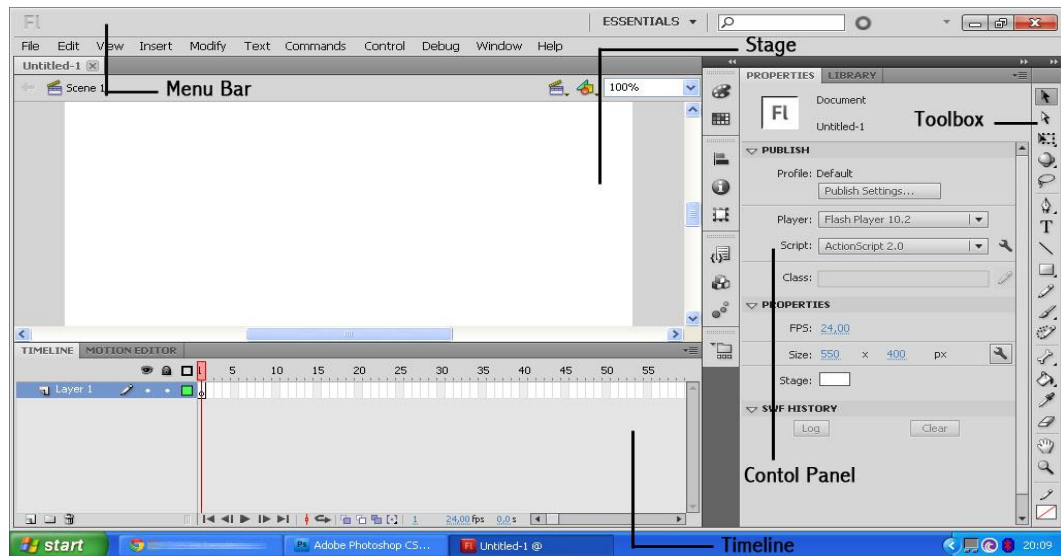 Fl ESSENTIALS
File Edit View Insert Modify Text Commands Control Debug Window Help
Stage
Untitled-1
Scene 1 Menu Bar 100%
PROPERTIES LIBRARY
Fl Document
Untitled-1
Toolbox
PUBLISH
Profile: Default
Publish Settings...
Player: Flash Player 10.2
Script: ActionScript 2.0
Class:
PROPERTIES
FPS: 24,00
Size: 550 x 400 px
Stage:
SWF HISTORY
Log Clear
Contol Panel
TIMELINE MOTION EDITOR
1 5 10 15 20 25 30 35 40 45 50 55
Layer 1
1 24,00 fps 0,0 s
Timeline
start Ps Adobe Photoshop CS... Fl Untitled-1 @ 20:09